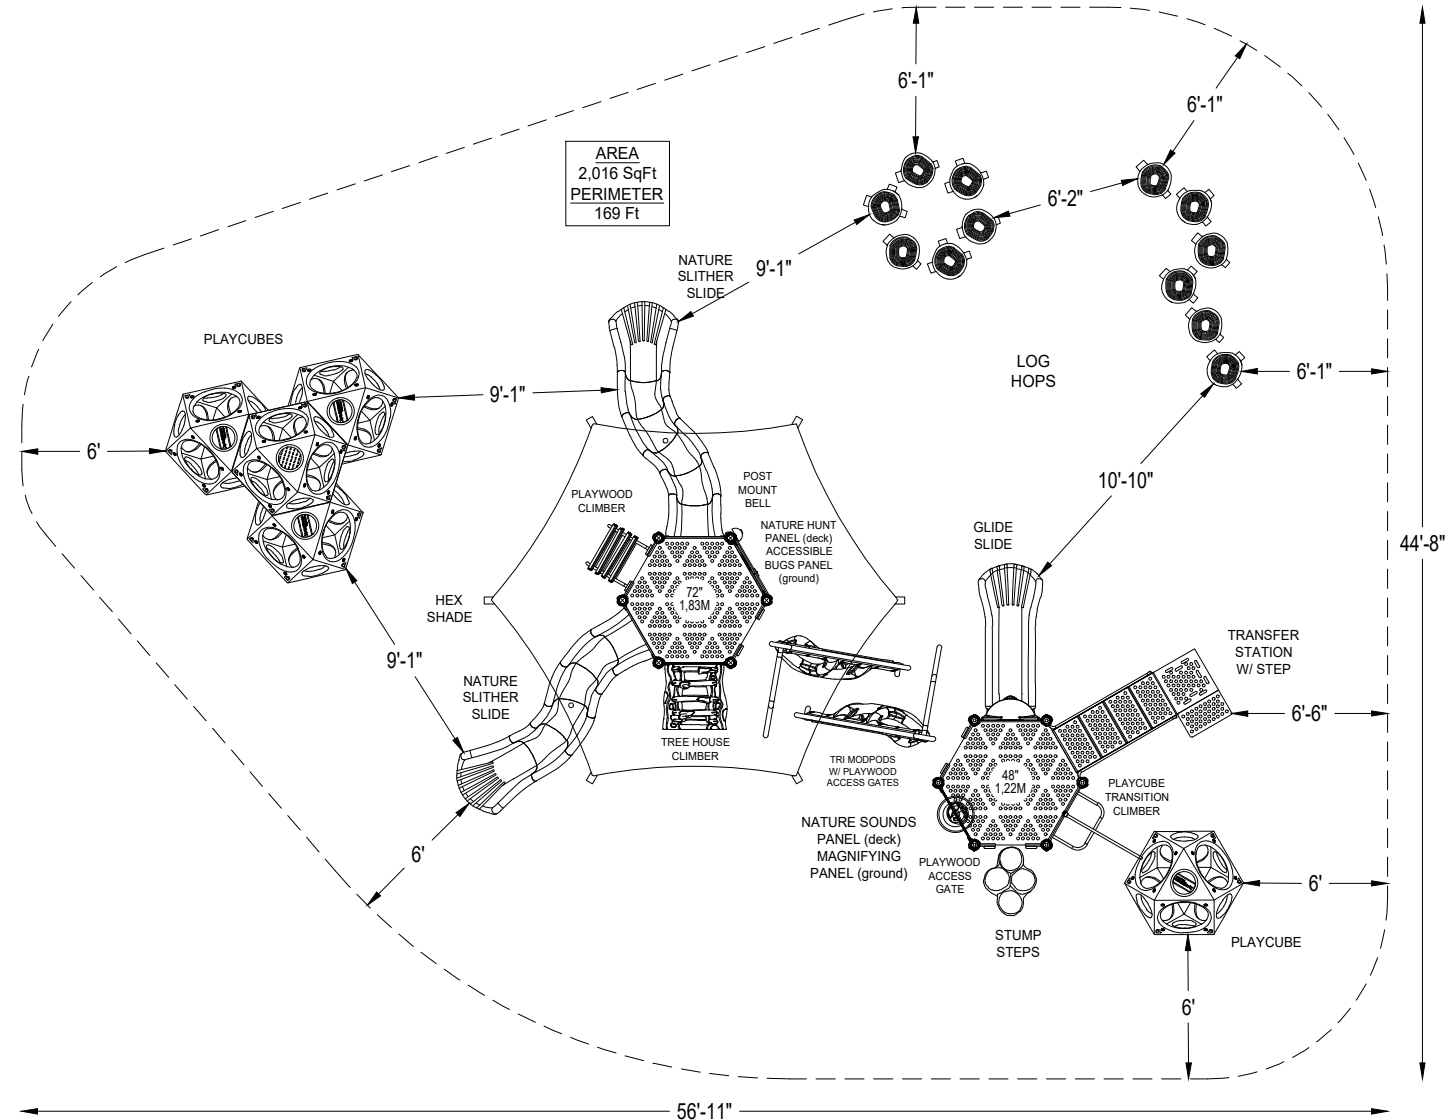 6'-1"
6'-1"
AREA
2,016 SqFt
PERIMETER
169 Ft
6'-2"
NATURE
SLITHER
SLIDE
9'-1"
PLAYCUBES
LOG
HOPS
6'-1"
9'-1"
6'
10'-10"
POST
MOUNT
BELL
PLAYWOOD
CLIMBER
NATURE HUNT
PANEL (deck)
ACCESSIBLE
BUGS PANEL
(ground)
GLIDE
SLIDE
44'-8"
72"
1,83M
HEX
SHADE
TRANSFER
STATION
W/ STEP
9'-1"
NATURE
SLITHER
SLIDE
6'-6"
TREE HOUSE
CLIMBER
TRI MODPODS
W/ PLAYWOOD
ACCESS GATES
48"
1,22M
PLAYCUBE
TRANSITION
CLIMBER
NATURE SOUNDS
PANEL (deck)
MAGNIFYING
PANEL (ground)
PLAYWOOD
ACCESS
GATE
6'
6'
STUMP
STEPS
PLAYCUBE
6'
56'-11"